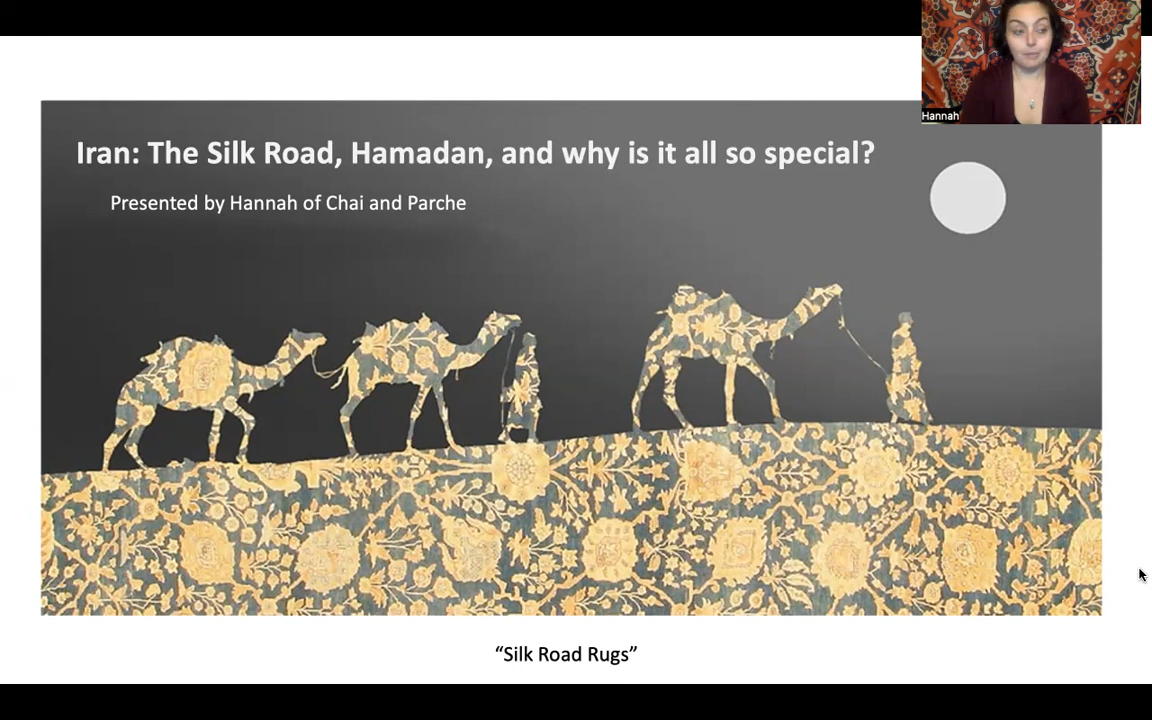 Hannah
Iran: The Silk Road, Hamadan, and why is it all so special?
Presented by Hannah of Chai and Parche
“Silk Road Rugs”